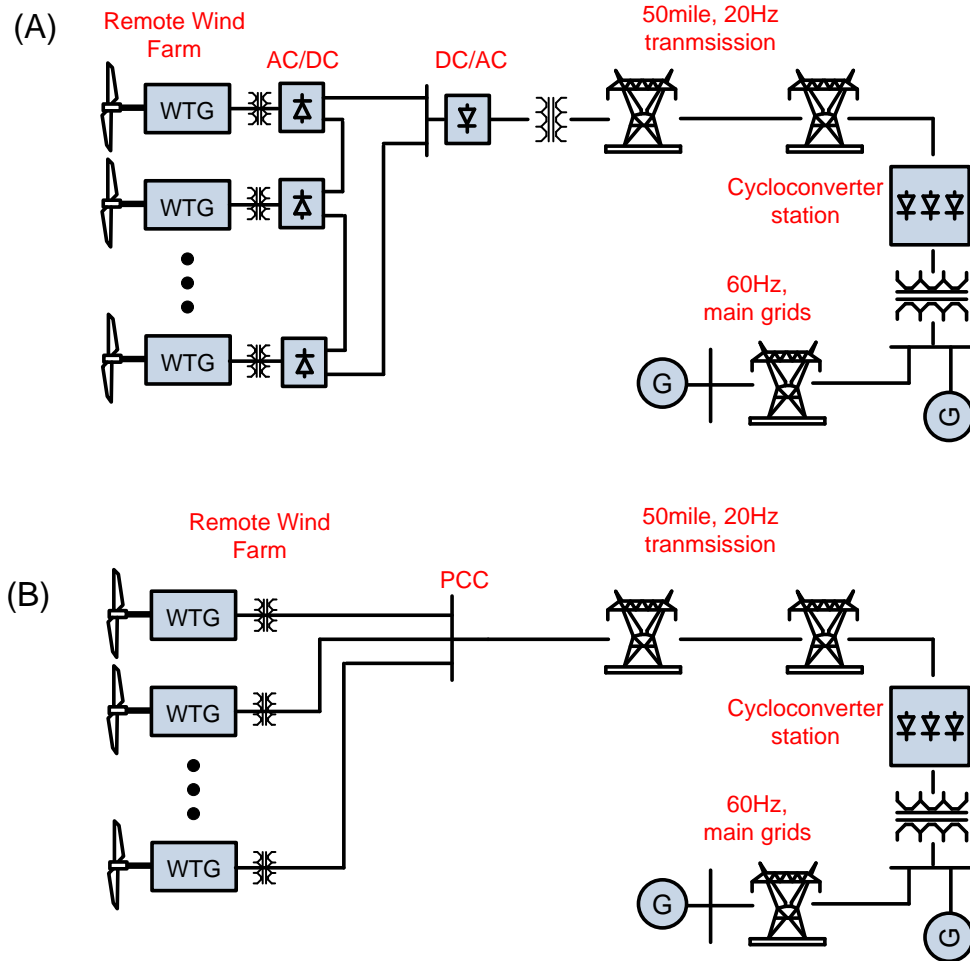 (A)
Remote Wind
Farm
AC/DC
DC/AC
50mile, 20Hz
tranmsission
WTG
WTG
WTG
Cycloconverter
station
60Hz,
main grids
G
G
(B)
Remote Wind
Farm
PCC
50mile, 20Hz
tranmsission
WTG
WTG
WTG
Cycloconverter
station
60Hz,
main grids
G
G